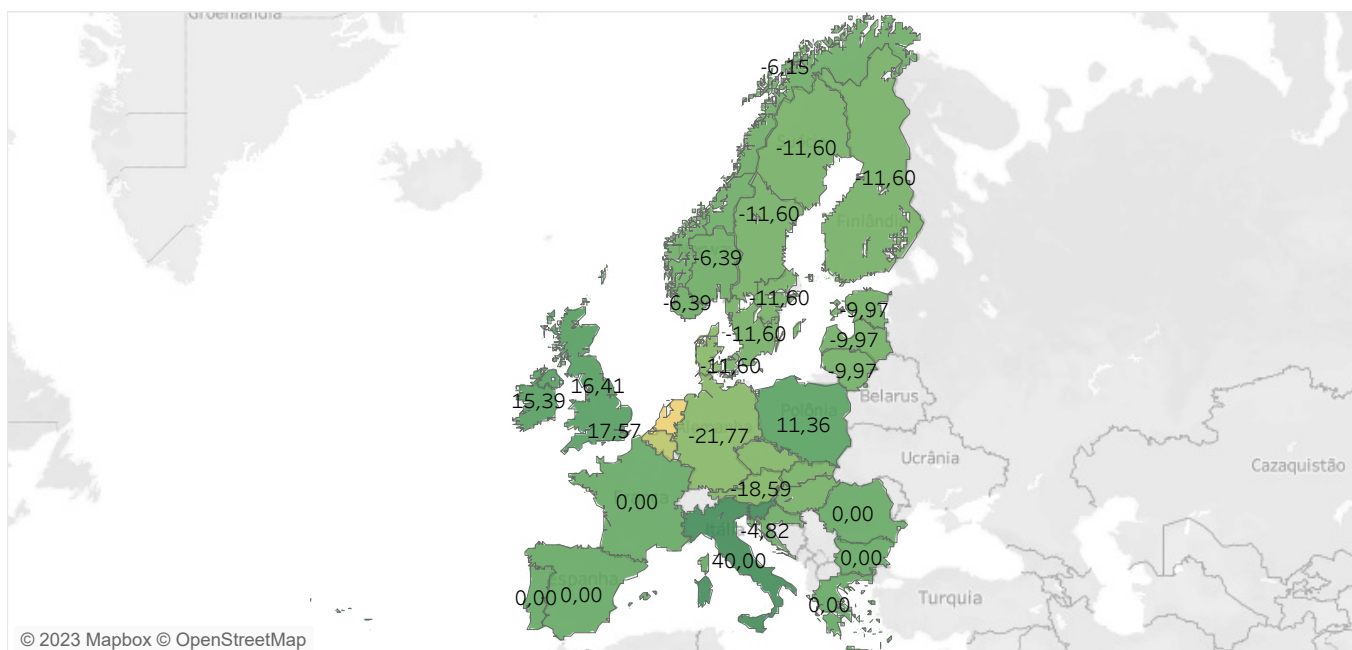 Groenlândia
-6,15
-11,60
-11,60
-11,60
Finlândia
-6,39
-6,39
-11,60
-9,97
-11,60
-9,97
-11,60
-9,97
16,41
Belarus
15,39
Polônia
17,57
11,36
-21,77
Ucrânia
Cazaquistão
-18,59
0,00
0,00
Itália
-4,82
40,00
0,00
Espanha
0,00
0,00
Turquia
0,00
© 2023 Mapbox © OpenStreetMap